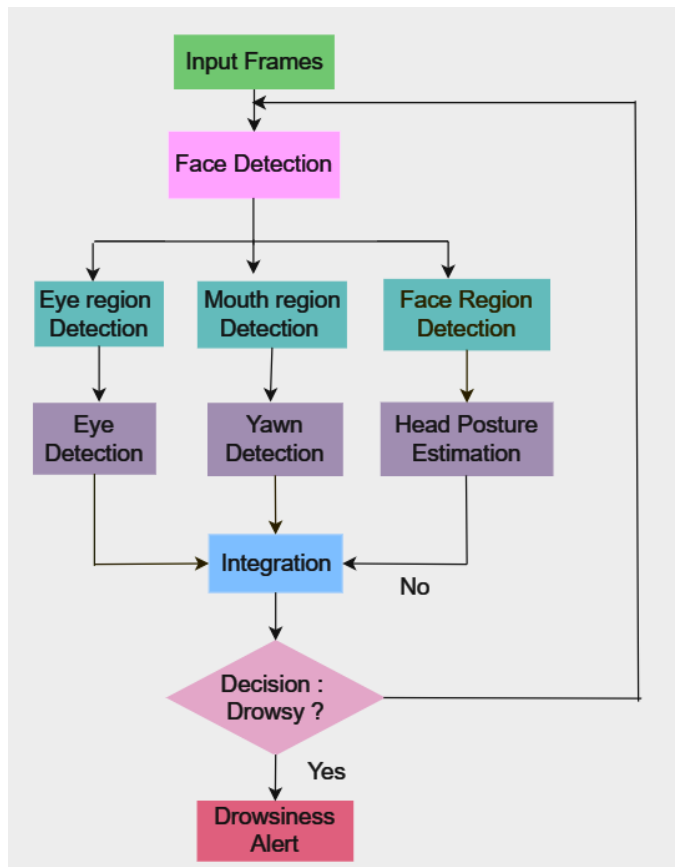 Input Frames
Face Detection
Eye region
Detection
Mouth region
Detection
Face Region
Detection
Eye
Detection
Yawn
Detection
Head Posture
Estimation
Integration
No
Decision :
Drowsy ?
Yes
Drowsiness
Alert